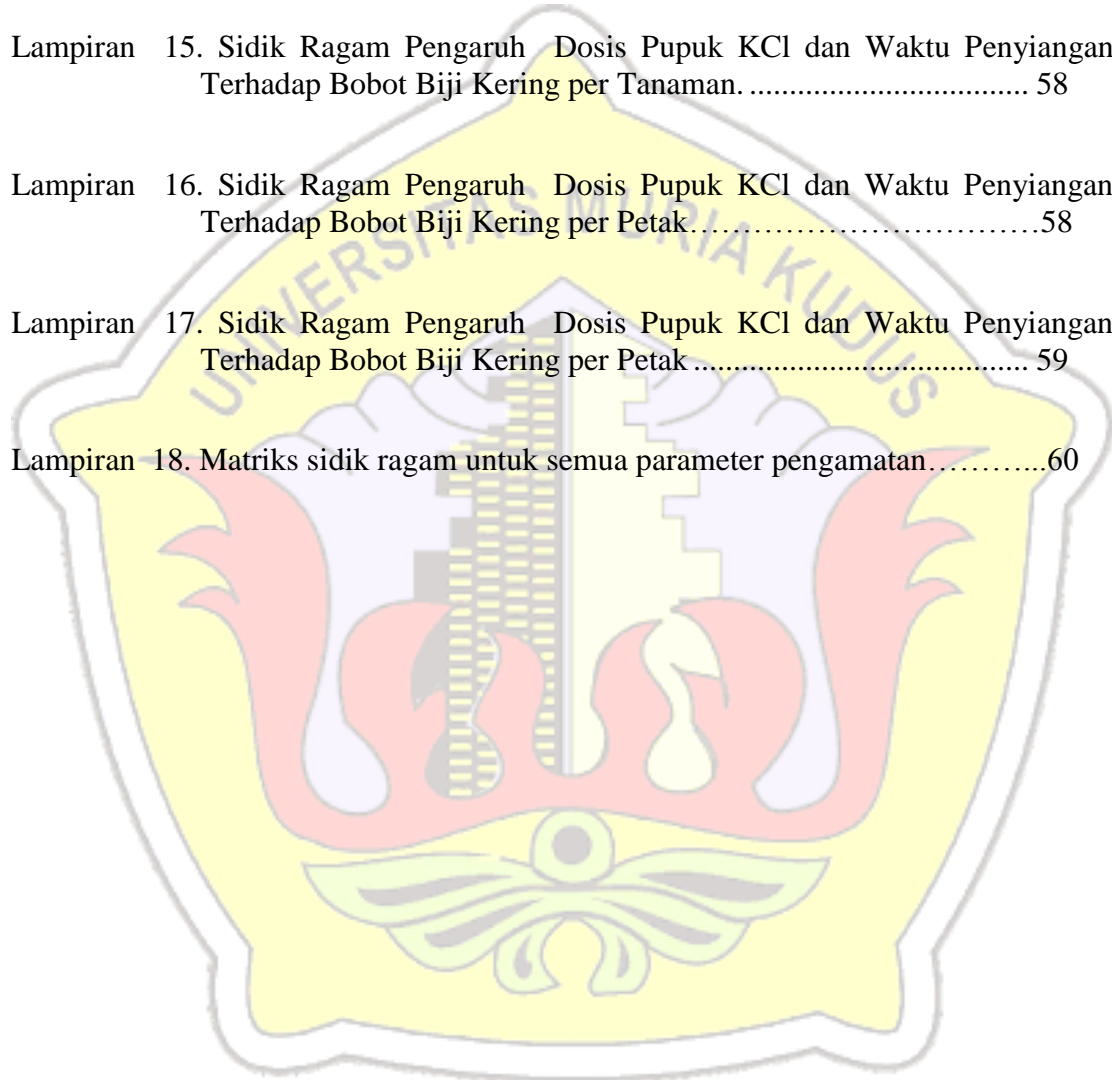 Lampiran 15. Sidik Ragam Pengaruh Dosis Pupuk KCl dan Waktu Penyiangan
Terhadap Bobot Biji Kering per Tanaman. ................................... 58
Lampiran 16. Sidik Ragam Pengaruh Dosis Pupuk KCl dan Waktu Penyiangan
Terhadap Bobot Biji Kering per Petak……………………………58
Lampiran 17. Sidik Ragam Pengaruh Dosis Pupuk KCl dan Waktu Penyiangan
Terhadap Bobot Biji Kering per Petak .......................................... 59
Lampiran 18. Matriks sidik ragam untuk semua parameter pengamatan………...60
UNIVERSITAS MURIA KUDUS